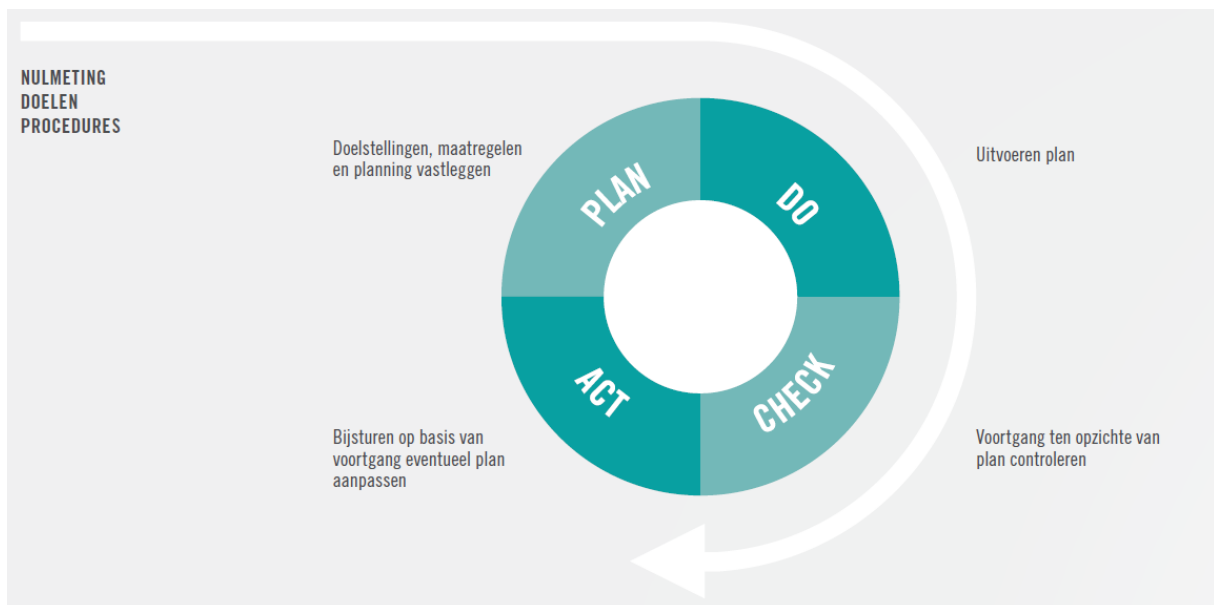 NULMETING
DOELEN
PROCEDURES
Doelstellingen, maatregelen
en planning vastleggen
PLAN
DO
Uitvoeren plan
ACT
CHECK
Bijsturen op basis van
voortgang eventueel plan
aanpassen
Voortgang ten opzichte van
plan controleren